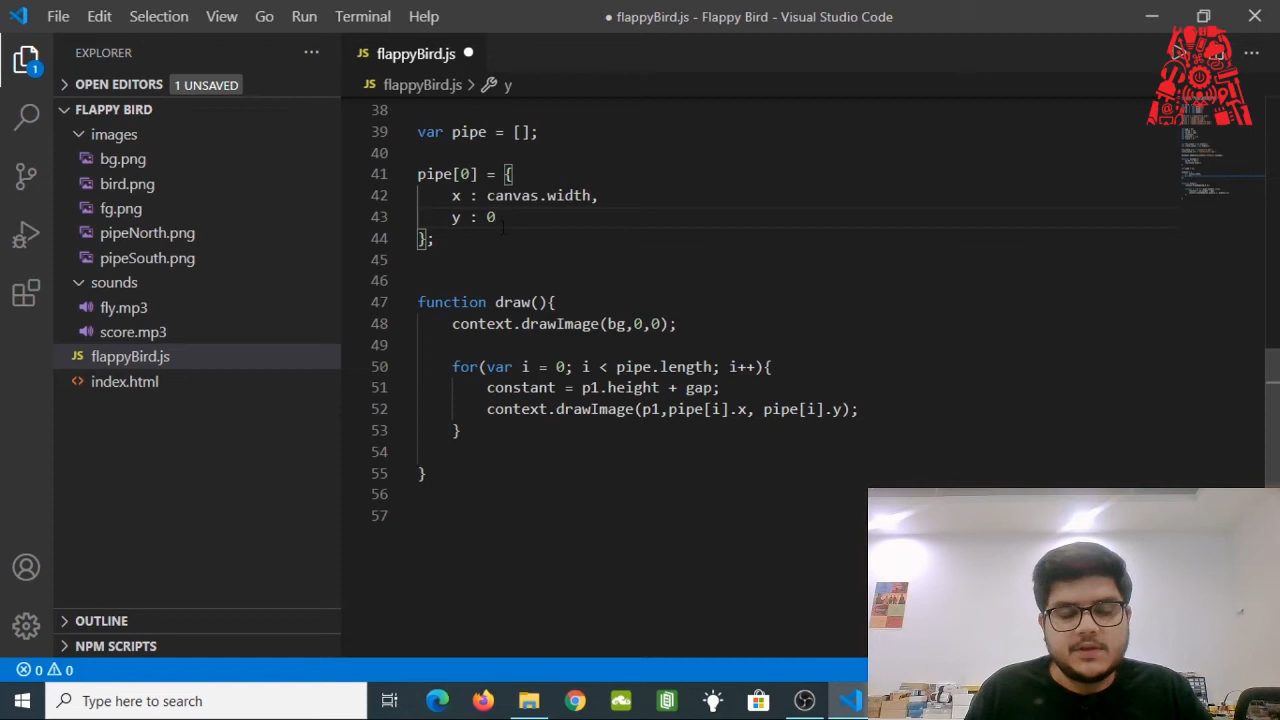 File Edit Selection View Go Run Terminal Help
● flappyBird.js - Flappy Bird - Visual Studio Code
EXPLORER
OPEN EDITORS 1 UNSAVED
FLAPPY BIRD
images
bg.png
bird.png
fg.png
pipeNorth.png
pipeSouth.png
sounds
fly.mp3
score.mp3
JS flappyBird.js
<> index.html
OUTLINE
NPM SCRIPTS
1
JS flappyBird.js ●
JS flappyBird.js > y
38
39 var pipe = [];
40
41 pipe[0] = {
42 x : canvas.width,
43 y : 0
44 };
45
46
47 function draw(){
48 context.drawImage(bg,0,0);
49
50 for(var i = 0; i < pipe.length; i++){
51 constant = p1.height + gap;
52 context.drawImage(p1,pipe[i].x, pipe[i].y);
53 }
54
55 }
56
57
0 0
Type here to search